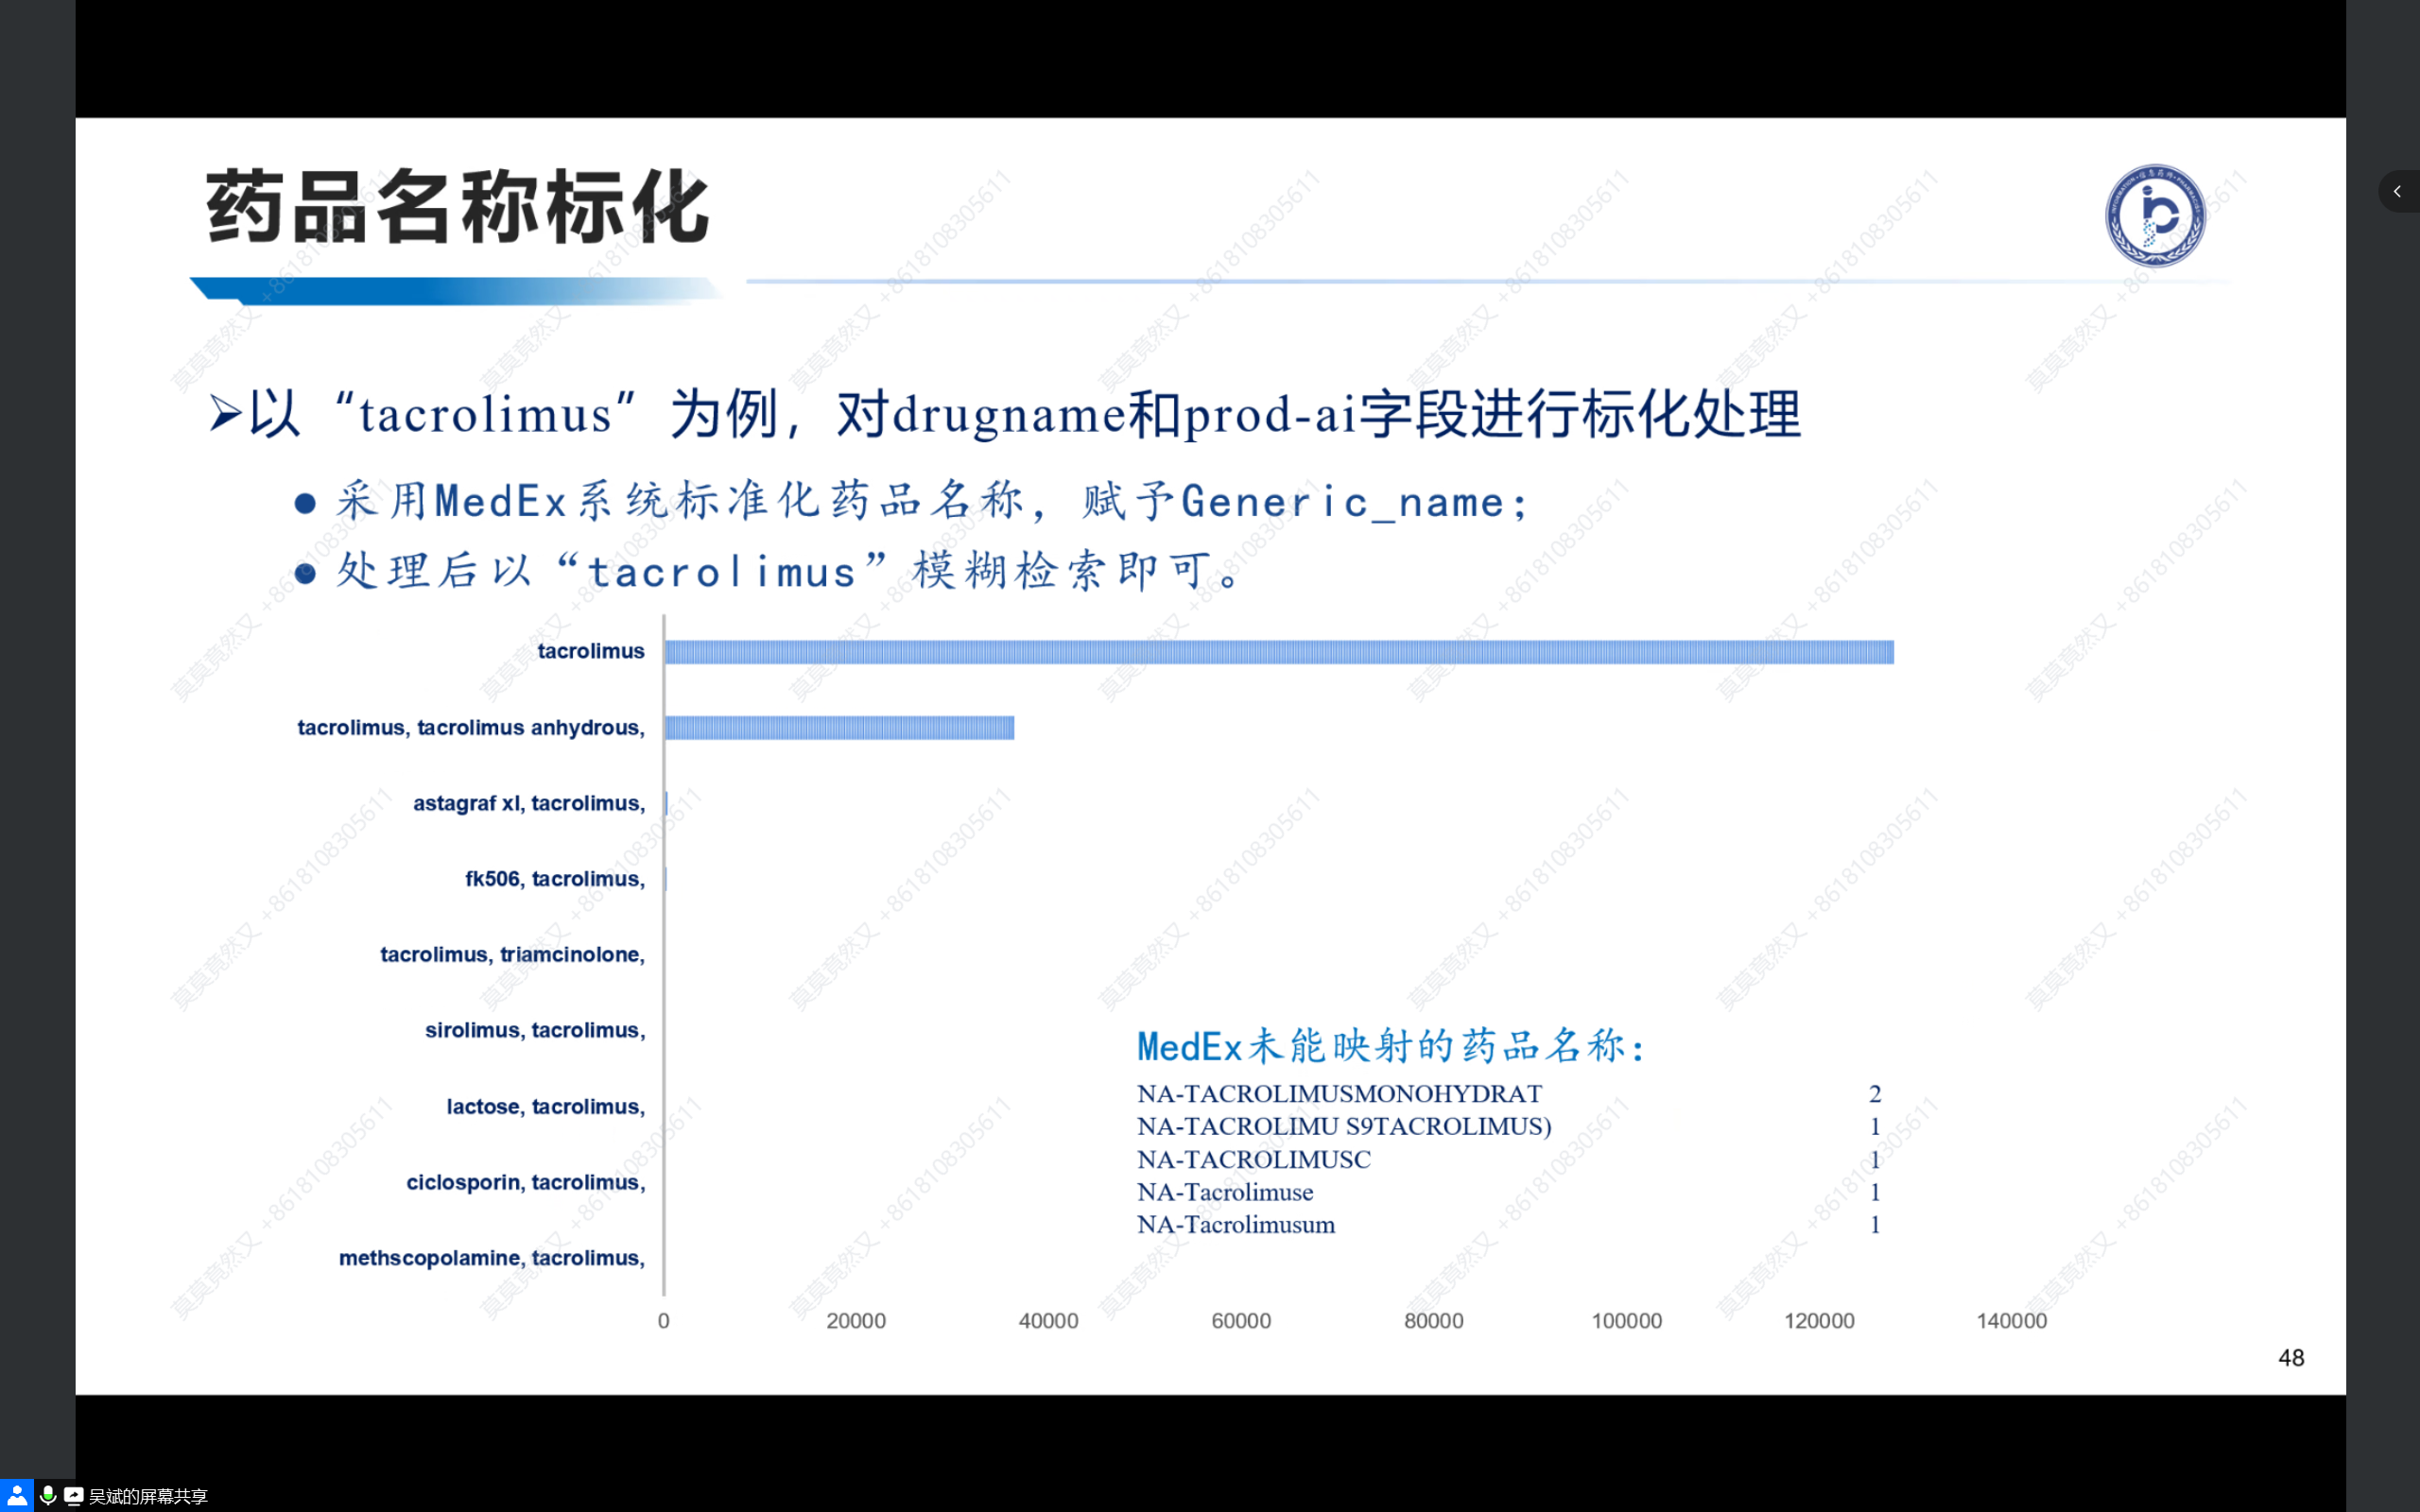 药品名称标化
➢以“tacrolimus”为例，对drugname和prod-ai字段进行标化处理
● 采用MedEx系统标准化药品名称，赋予Generic_name；
● 处理后以“tacrolimus”模糊检索即可。
tacrolimus
tacrolimus, tacrolimus anhydrous,
astagraf xl, tacrolimus,
fk506, tacrolimus,
tacrolimus, triamcinolone,
sirolimus, tacrolimus,
lactose, tacrolimus,
ciclosporin, tacrolimus,
methscopolamine, tacrolimus,
0 20000 40000 60000 80000 100000 120000 140000
MedEx未能映射的药品名称：
NA-TACROLIMUSMONOHYDRAT 2
NA-TACROLIMU S9TACROLIMUS) 1
NA-TACROLIMUSC 1
NA-Tacrolimuse 1
NA-Tacrolimusum 1
48
莫莫竟然又 +8618108305611
吴斌的屏幕共享